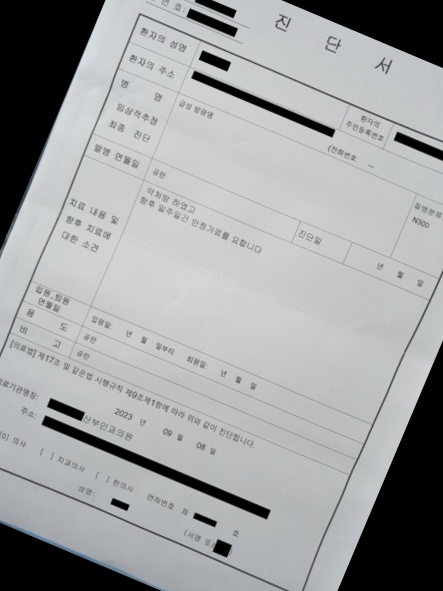 번호:
진 단 서
환자의 성명
환자의
주민등록번호
환자의 주소
(전화번호: --
병 명
급성 방광염
임상적추정
최종 진단
질병분류
N300
발병 연월일
공란
진단일
년 월 일
치료 내용 및
향후 치료에
대한 소견
약처방 하였고
향후 일주일간 안정가료를 요합니다
입원.퇴원
연월일
입원일: 년 월 일부터 퇴원일: 년 월 일
용 도
공란
비 고
공란
[의료법] 제17조 및 같은법 시행규칙 제9조제1항에 따라 위와 같이 진단합니다.
2023 년 09 월 08 일
의료기관명칭: 산부인과의원
주소:
의사 [ ] 치과의사 [ ] 한의사 면허번호 제 호
성명: (서명 또는